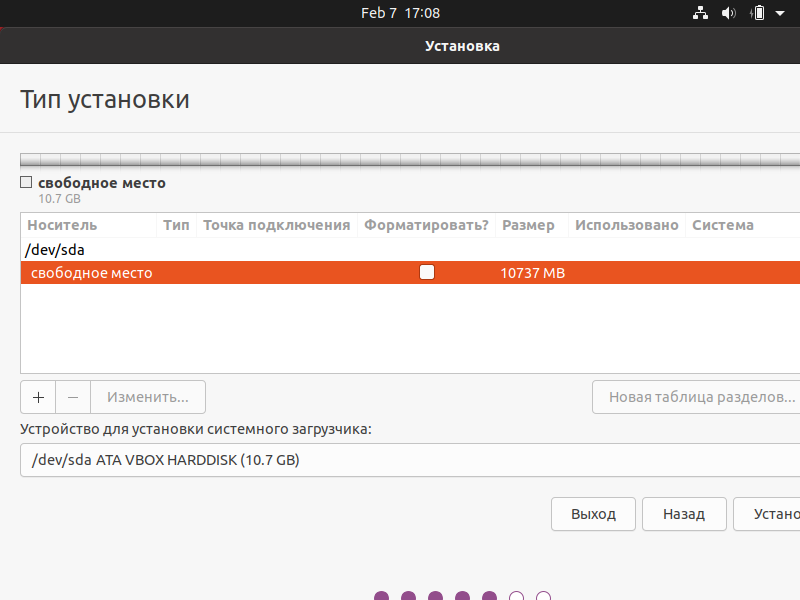 Feb 7 17:08
Установка
Тип установки
свободное место
10.7 GB
Носитель Тип Точка подключения Форматировать? Размер Использовано Система
/dev/sda
свободное место 10737 MB
+ − Изменить... Новая таблица разделов...
Устройство для установки системного загрузчика:
/dev/sda ATA VBOX HARDDISK (10.7 GB)
Выход Назад Устано